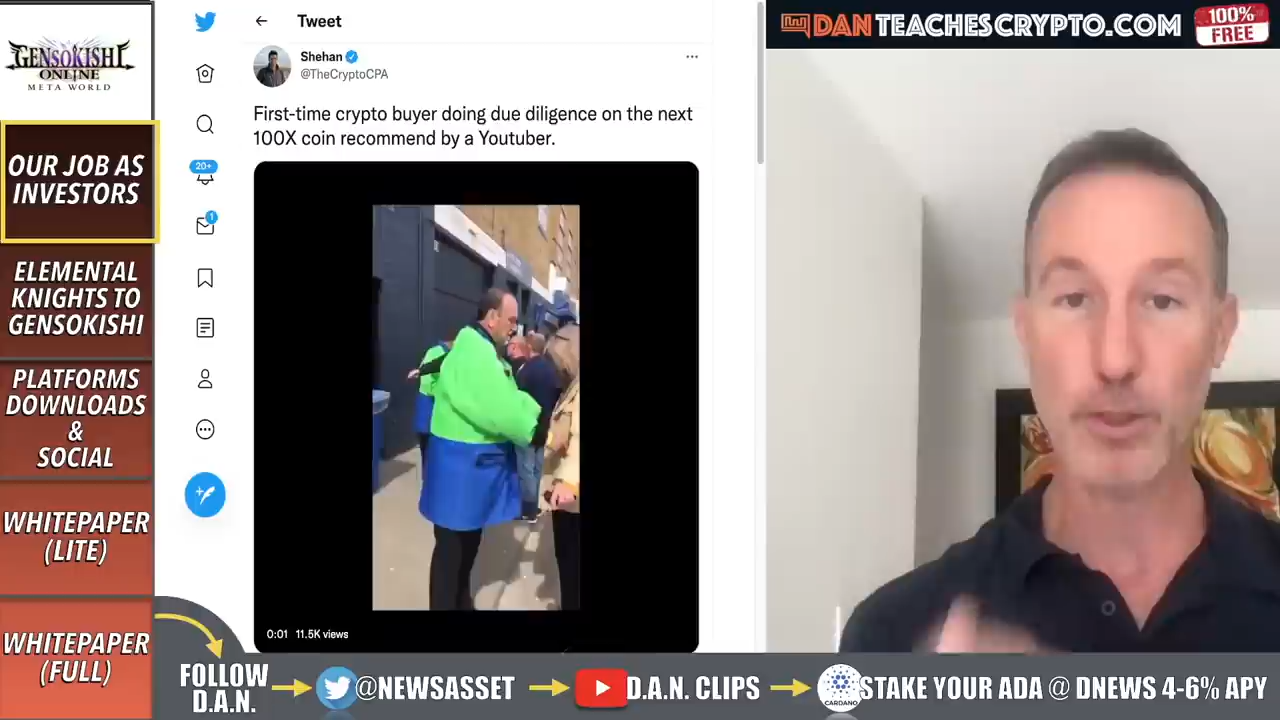 GENSOKISHI
ONLINE
META WORLD
OUR JOB AS
INVESTORS
ELEMENTAL
KNIGHTS TO
GENSOKISHI
PLATFORMS
DOWNLOADS
&
SOCIAL
WHITEPAPER
(LITE)
WHITEPAPER
(FULL)
Tweet
Shehan
@TheCryptoCPA
First-time crypto buyer doing due diligence on the next
100X coin recommend by a Youtuber.
20+
1
0:01 11.5K views
DANTEACHESCRYPTO.COM
100%
FREE
FOLLOW
D.A.N.
@NEWSASSET
D.A.N. CLIPS
CARDANO
STAKE YOUR ADA @ DNEWS 4-6% APY